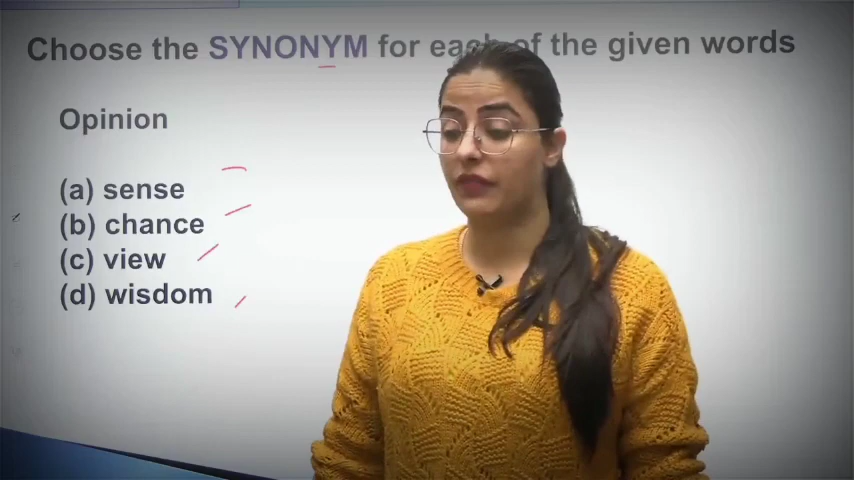 Choose the SYNONYM for each of the given words
Opinion
(a) sense
(b) chance
(c) view
(d) wisdom